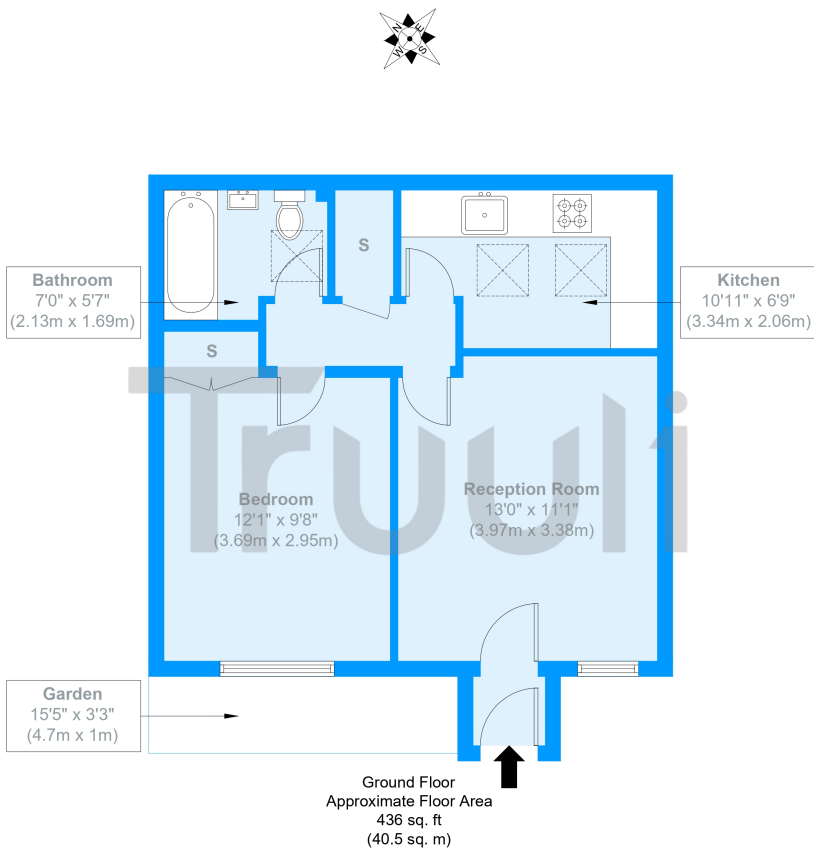 N
E
W
S
Bathroom
7'0" x 5'7"
(2.13m x 1.69m)
S
Kitchen
10'11" x 6'9"
(3.34m x 2.06m)
S
Truuli
Bedroom
12'1" x 9'8"
(3.69m x 2.95m)
Reception Room
13'0" x 11'1"
(3.97m x 3.38m)
Garden
15'5" x 3'3"
(4.7m x 1m)
Ground Floor
Approximate Floor Area
436 sq. ft
(40.5 sq. m)